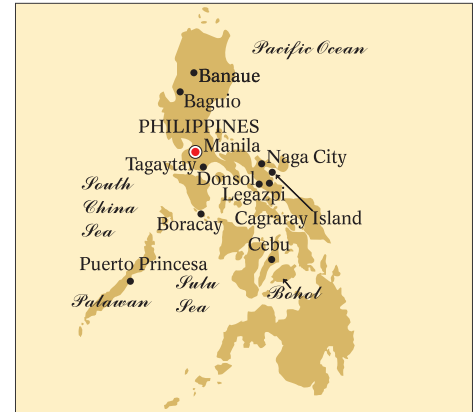 Pacific Ocean
Banaue
Baguio
PHILIPPINES
Manila
Naga City
Tagaytay
Donsol
South
China
Sea
Legazpi
Cagraray Island
Boracay
Cebu
Puerto Princesa
Sulu
Sea
Palawan
Bohol